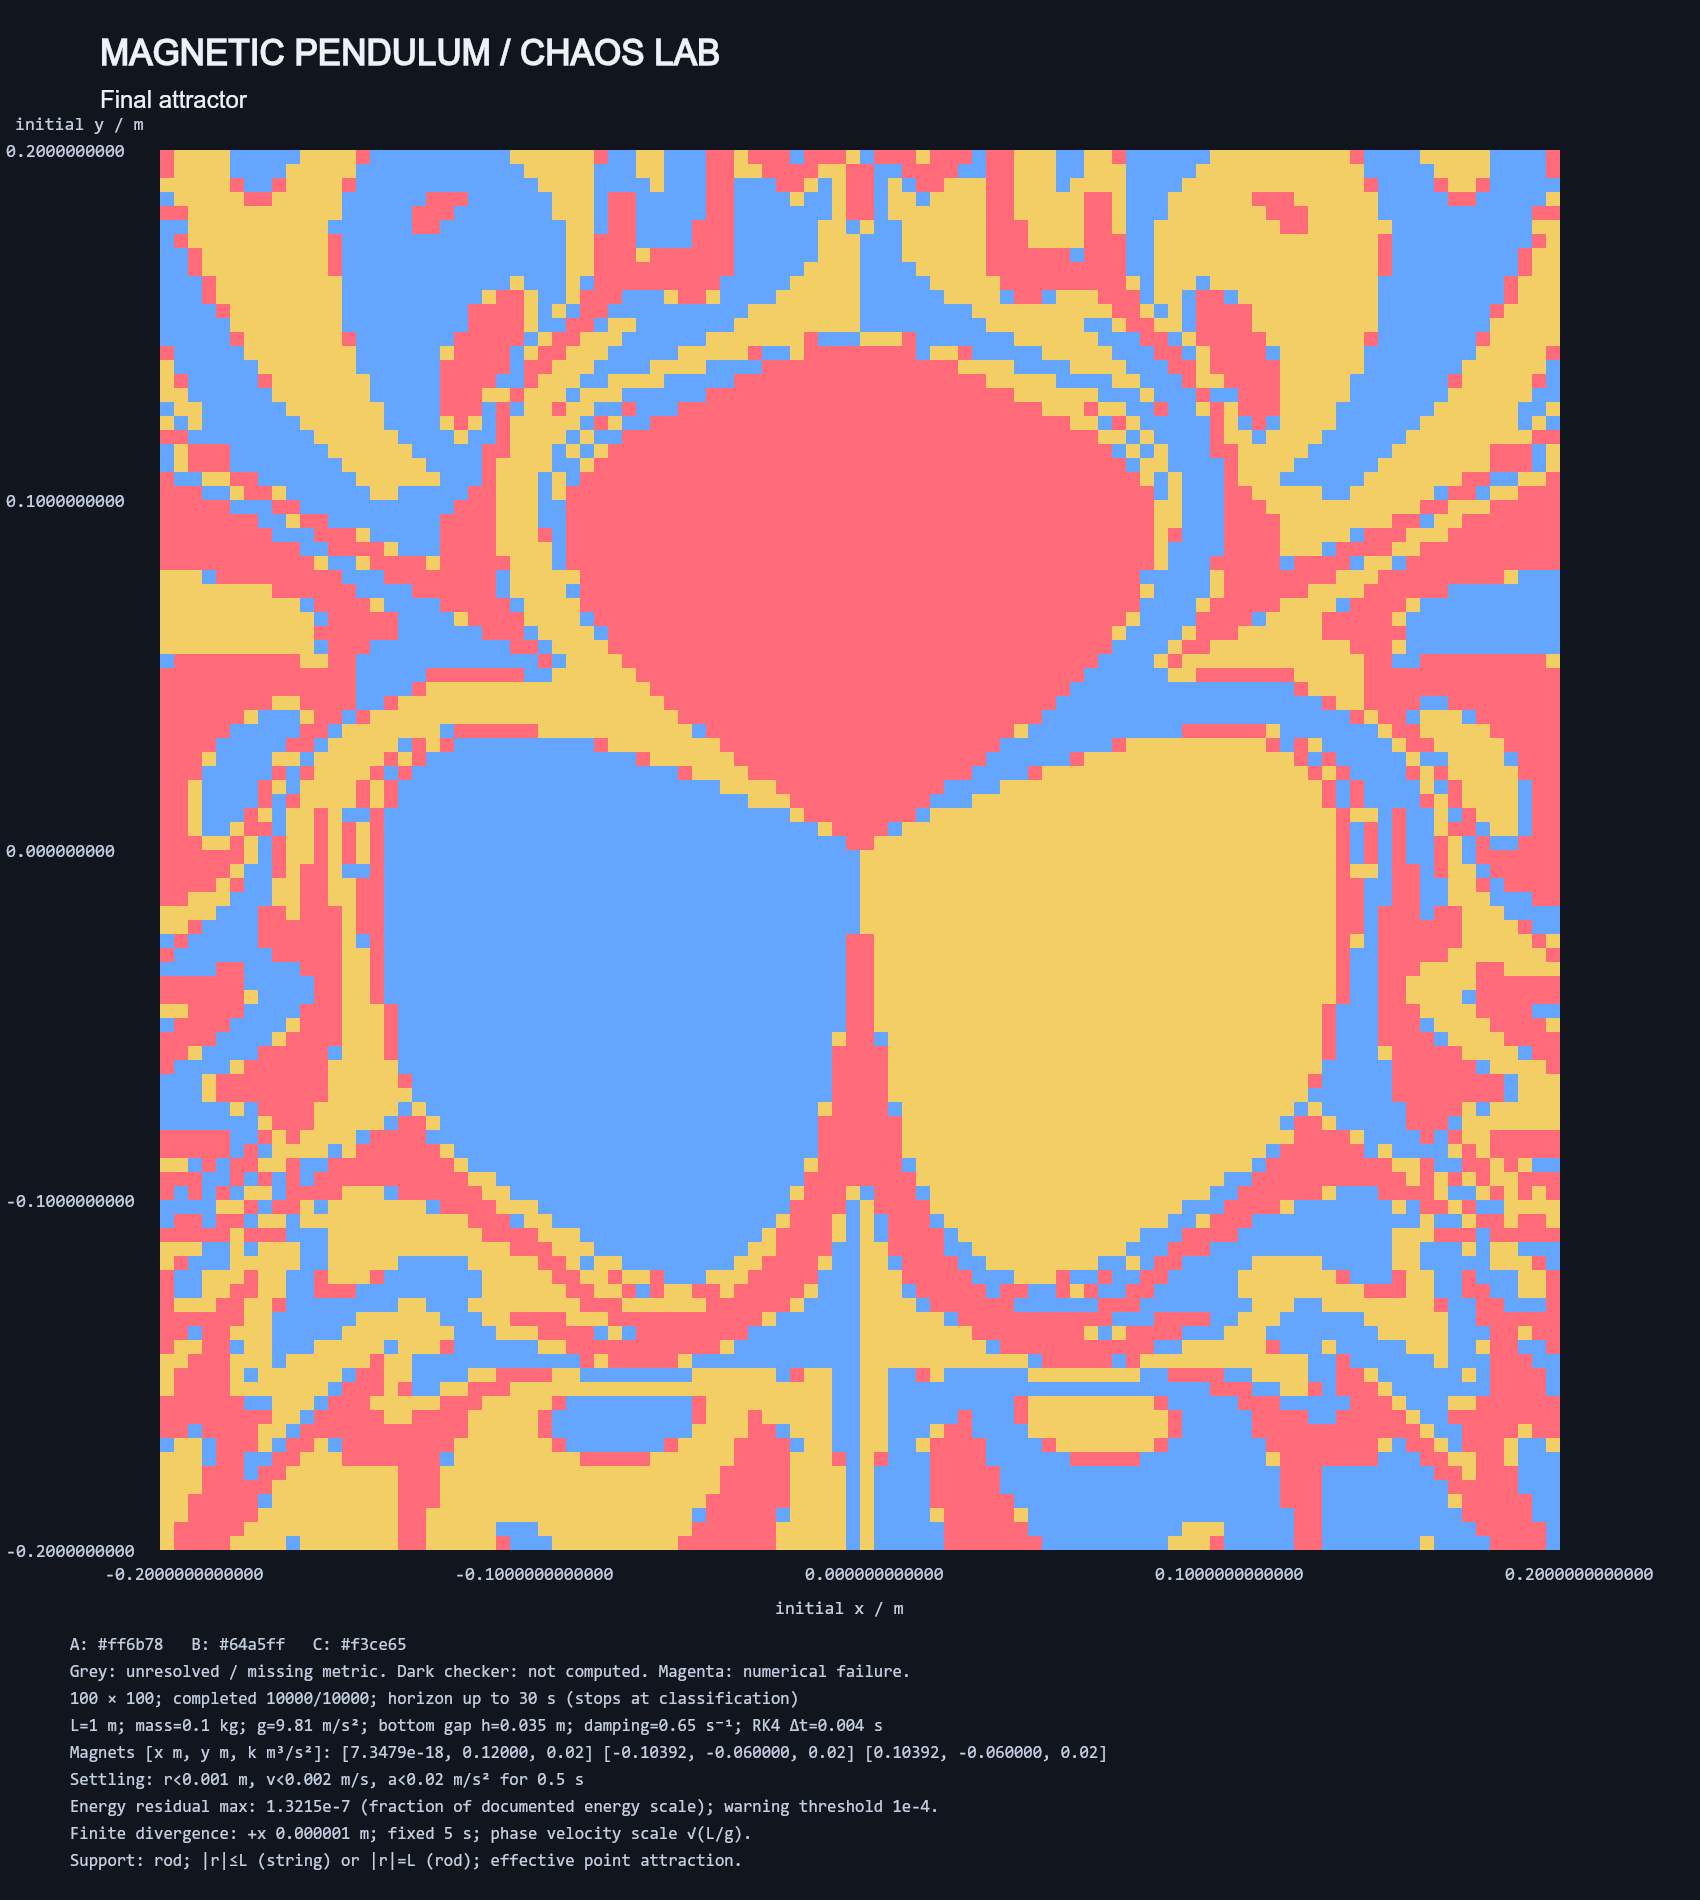 MAGNETIC PENDULUM / CHAOS LAB
Final attractor
initial y / m
0.2000000000
0.1000000000
0.000000000
-0.1000000000
-0.2000000000
-0.2000000000000 -0.1000000000000 0.000000000000 0.1000000000000 0.2000000000000
initial x / m
A: #ff6b78 B: #64a5ff C: #f3ce65
Grey: unresolved / missing metric. Dark checker: not computed. Magenta: numerical failure.
100 × 100; completed 10000/10000; horizon up to 30 s (stops at classification)
L=1 m; mass=0.1 kg; g=9.81 m/s²; bottom gap h=0.035 m; damping=0.65 s⁻¹; RK4 Δt=0.004 s
Magnets [x m, y m, k m³/s²]: [7.3479e-18, 0.12000, 0.02] [-0.10392, -0.060000, 0.02] [0.10392, -0.060000, 0.02]
Settling: r<0.001 m, v<0.002 m/s, a<0.02 m/s² for 0.5 s
Energy residual max: 1.3215e-7 (fraction of documented energy scale); warning threshold 1e-4.
Finite divergence: +x 0.000001 m; fixed 5 s; phase velocity scale √(L/g).
Support: rod; |r|≤L (string) or |r|=L (rod); effective point attraction.